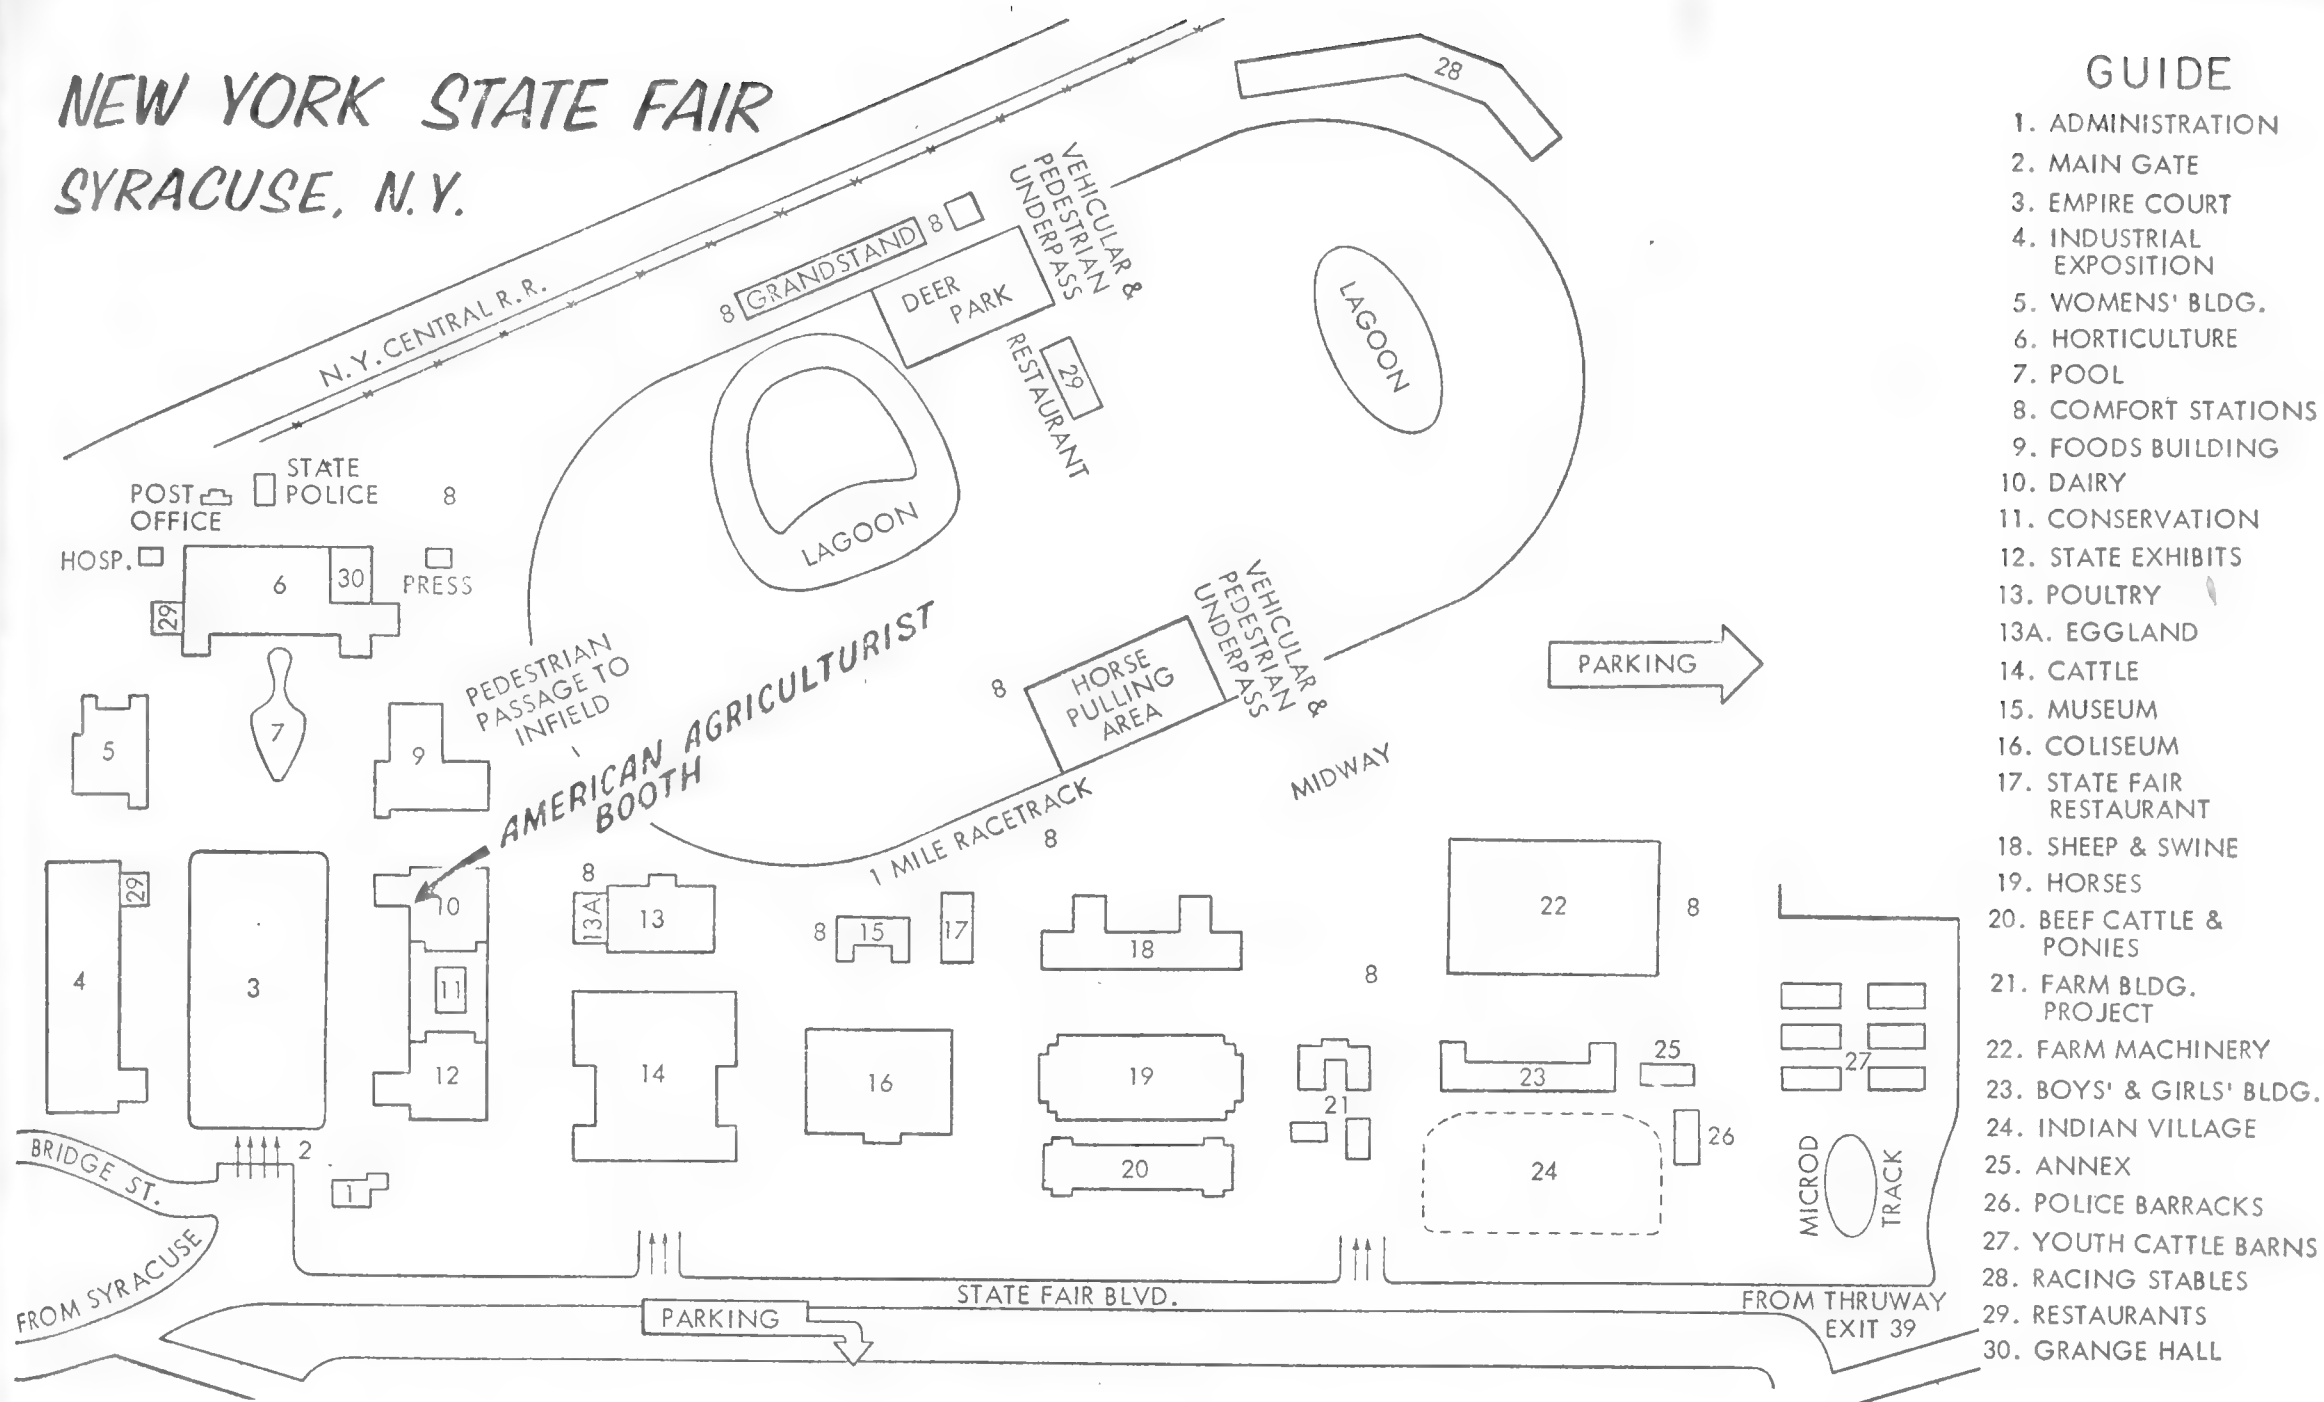 NEW YORK STATE FAIR
SYRACUSE, N.Y.
N.Y. CENTRAL R.R.
8
GRANDSTAND
8
DEER
PARK
VEHICULAR &
PEDESTRIAN
UNDERPASS
28
LAGOON
29
RESTAURANT
LAGOON
POST
OFFICE
STATE
POLICE
8
HOSP.
6
30
PRESS
29
PEDESTRIAN
PASSAGE TO
INFIELD
AMERICAN AGRICULTURIST
BOOTH
8
HORSE
PULLING
AREA
VEHICULAR &
PEDESTRIAN
UNDERPASS
PARKING
MIDWAY
1 MILE RACETRACK
8
5
7
9
29
10
8
13A
13
8
15
17
18
22
8
8
4
3
11
12
14
16
19
20
21
23
25
26
24
27
MICROD
TRACK
2
1
BRIDGE ST.
FROM SYRACUSE
STATE FAIR BLVD.
PARKING
FROM THRUWAY
EXIT 39
GUIDE
1. ADMINISTRATION
2. MAIN GATE
3. EMPIRE COURT
4. INDUSTRIAL
EXPOSITION
5. WOMENS' BLDG.
6. HORTICULTURE
7. POOL
8. COMFORT STATIONS
9. FOODS BUILDING
10. DAIRY
11. CONSERVATION
12. STATE EXHIBITS
13. POULTRY
13A. EGGLAND
14. CATTLE
15. MUSEUM
16. COLISEUM
17. STATE FAIR
RESTAURANT
18. SHEEP & SWINE
19. HORSES
20. BEEF CATTLE &
PONIES
21. FARM BLDG.
PROJECT
22. FARM MACHINERY
23. BOYS' & GIRLS' BLDG.
24. INDIAN VILLAGE
25. ANNEX
26. POLICE BARRACKS
27. YOUTH CATTLE BARNS
28. RACING STABLES
29. RESTAURANTS
30. GRANGE HALL